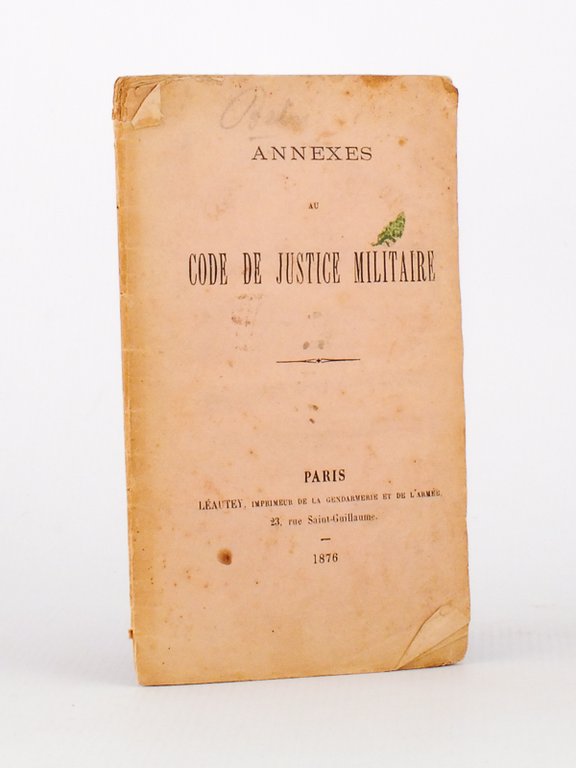 ANNEXES
AU
CODE DE JUSTICE MILITAIRE
PARIS
LÉAUTEY, IMPRIMEUR DE LA GENDARMERIE ET DE L'ARMÉE,
23, rue Saint-Guillaume.
1876